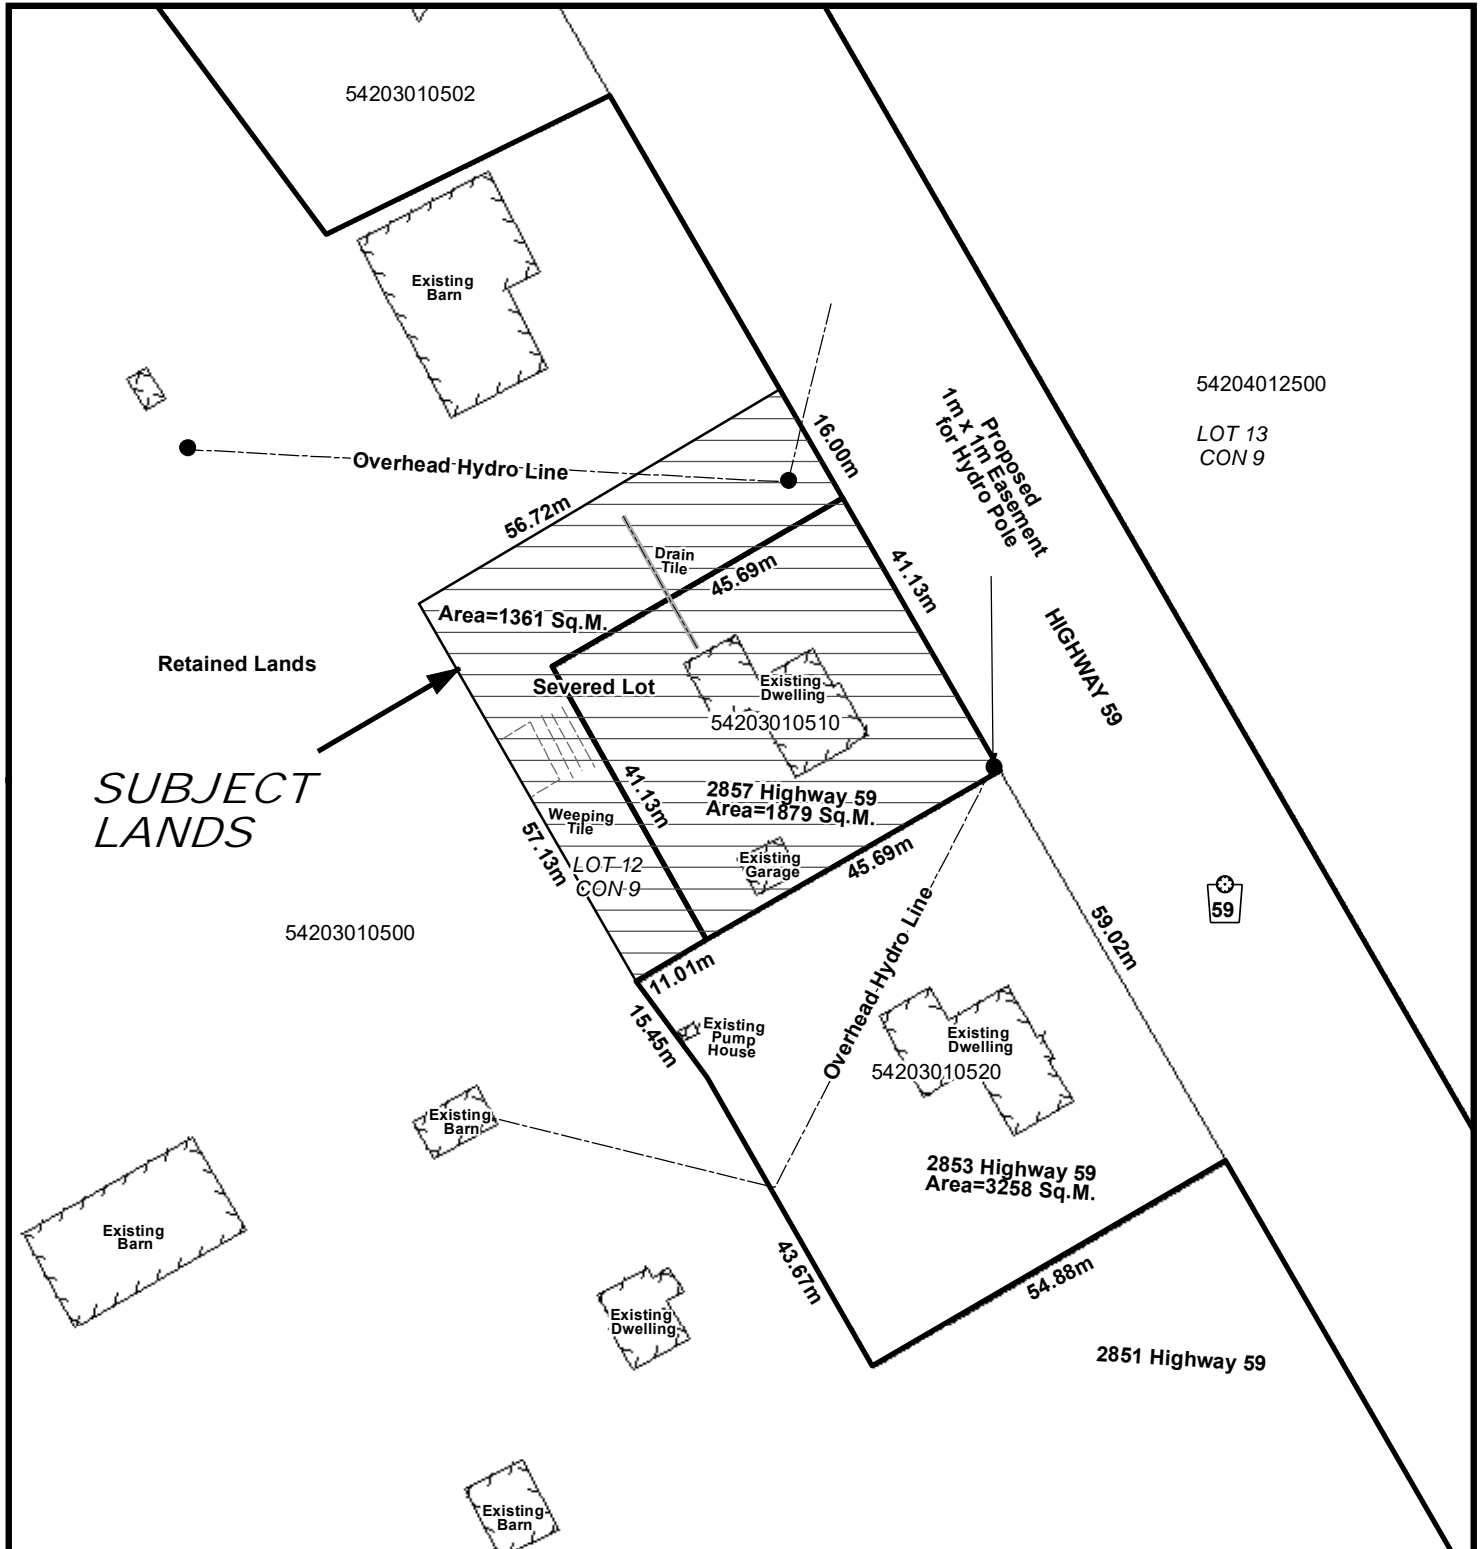 54203010502
Existing
Barn
54204012500
LOT 13
CON 9
Proposed
1m x 1m Easement
for Hydro Pole
16.00m
Overhead Hydro Line
56.72m
Drain
Tile
45.69m
41.13m
Area=1361 Sq.M.
HIGHWAY 59
Retained Lands
Severed Lot
Existing
Dwelling
54203010510
SUBJECT
LANDS
41.13m
2857 Highway 59
Area=1879 Sq.M.
Weeping
Tile
57.13m
LOT 12
CON 9
Existing
Garage
45.69m
59
54203010500
59.02m
11.01m
Overhead Hydro Line
15.45m
Existing
Pump
House
Existing
Dwelling
54203010520
Existing
Barn
2853 Highway 59
Area=3258 Sq.M.
Existing
Barn
43.67m
54.88m
Existing
Dwelling
2851 Highway 59
Existing
Barn